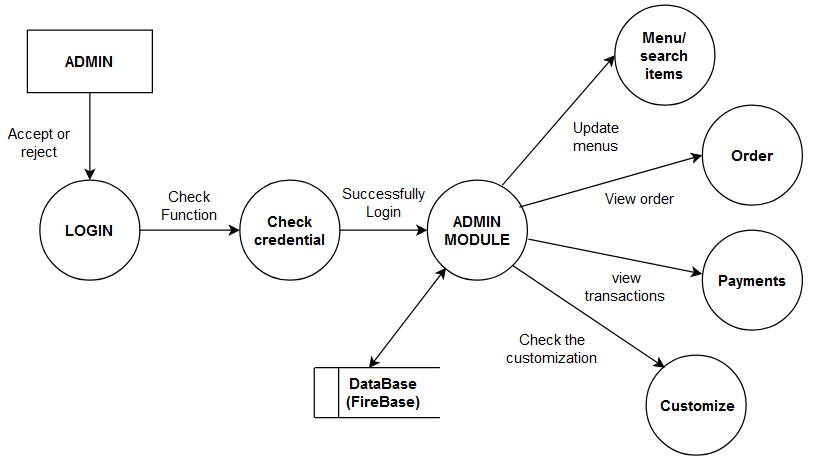 ADMIN
Accept or
reject
LOGIN
Check
Function
Check
credential
Successfully
Login
ADMIN
MODULE
Menu/
search
items
Update
menus
Order
View order
Payments
view
transactions
Check the
customization
Customize
DataBase
(FireBase)